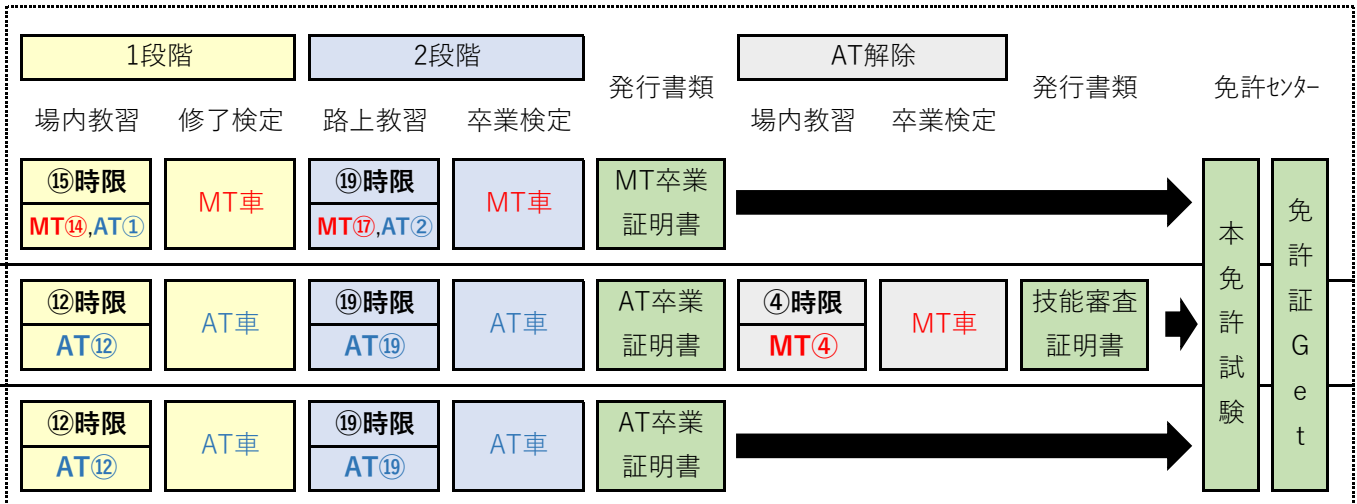 1段階
2段階
AT解除
発行書類
発行書類
免許ｾﾝﾀｰ
場内教習
修了検定
路上教習
卒業検定
場内教習
卒業検定
⑮時限
MT⑭,AT①
MT車
⑲時限
MT⑰,AT②
MT車
MT卒業
証明書
⑫時限
AT⑫
AT車
⑲時限
AT⑲
AT車
AT卒業
証明書
④時限
MT④
MT車
技能審査
証明書
⑫時限
AT⑫
AT車
⑲時限
AT⑲
AT車
AT卒業
証明書
本免許試験
免許証Get